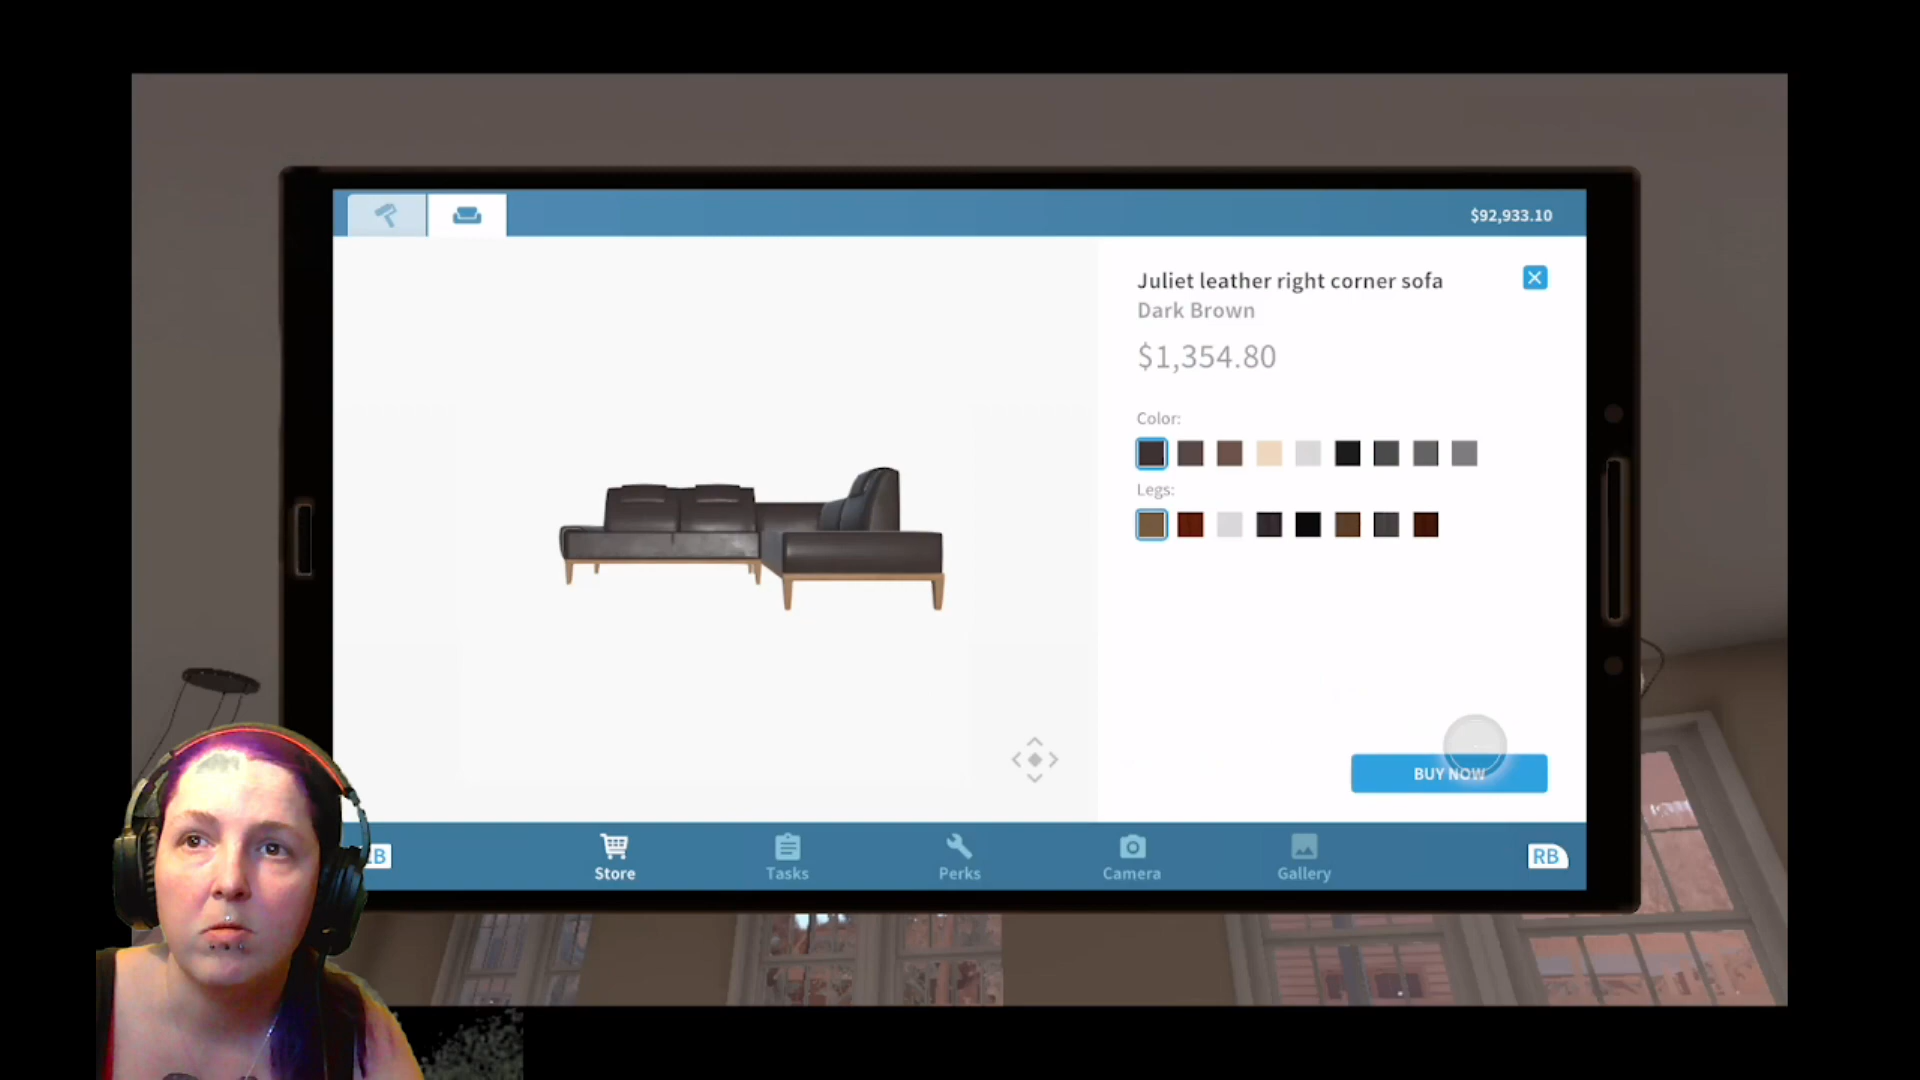 $92,933.10
Juliet leather right corner sofa
Dark Brown
$1,354.80
Color:
Legs:
BUY NOW
B
Store
Tasks
Perks
Camera
Gallery
RB